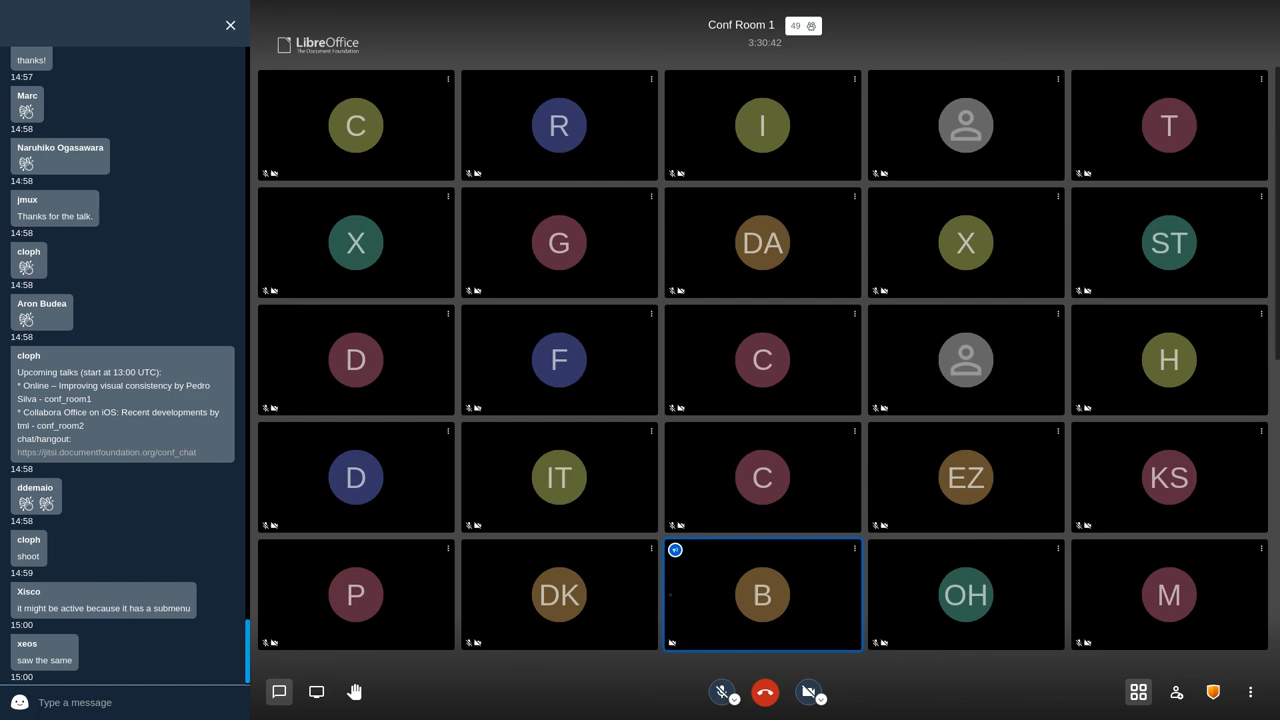 thanks!
14:57
Marc
14:58
Naruhiko Ogasawara
14:58
jmux
Thanks for the talk.
14:58
cloph
14:58
Aron Budea
14:58
cloph
Upcoming talks (start at 13:00 UTC):
* Online – Improving visual consistency by Pedro
Silva - conf_room1
* Collabora Office on iOS: Recent developments by
tml - conf_room2
chat/hangout:
https://jitsi.documentfoundation.org/conf_chat
14:58
ddemaio
14:58
cloph
shoot
14:59
Xisco
it might be active because it has a submenu
15:00
xeos
saw the same
15:00
Type a message
LibreOffice
The Document Foundation
Conf Room 1
49
3:30:42
C
R
I
T
X
G
DA
X
ST
D
F
C
H
D
IT
C
EZ
KS
P
DK
B
OH
M